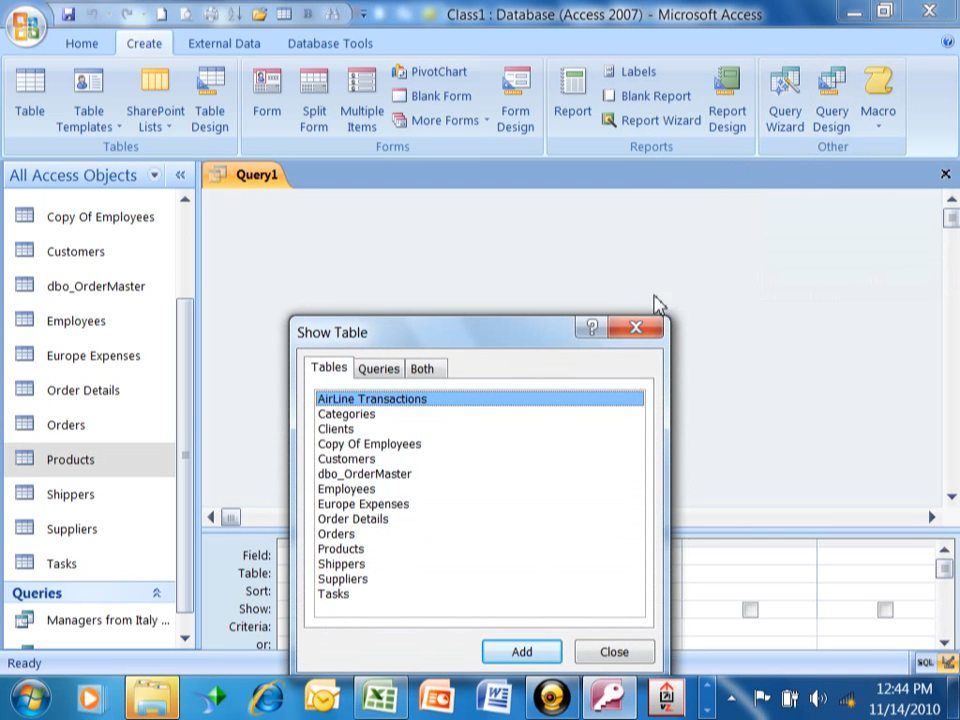 Class1 : Database (Access 2007) - Microsoft Access
Home Create External Data Database Tools
Table
Table Templates
SharePoint Lists
Table Design
Tables
Form
Split Form
Multiple Items
PivotChart
Blank Form
More Forms
Form Design
Forms
Report
Labels
Blank Report
Report Wizard
Report Design
Reports
Query Wizard
Query Design
Macro
Other
All Access Objects
Query1
Copy Of Employees
Customers
dbo_OrderMaster
Employees
Europe Expenses
Order Details
Orders
Products
Shippers
Suppliers
Tasks
Queries
Managers from Italy ...
Show Table
Tables Queries Both
AirLine Transactions
Categories
Clients
Copy Of Employees
Customers
dbo_OrderMaster
Employees
Europe Expenses
Order Details
Orders
Products
Shippers
Suppliers
Tasks
Add Close
Field:
Table:
Sort:
Show:
Criteria:
or:
Ready
SQL
12:44 PM
11/14/2010